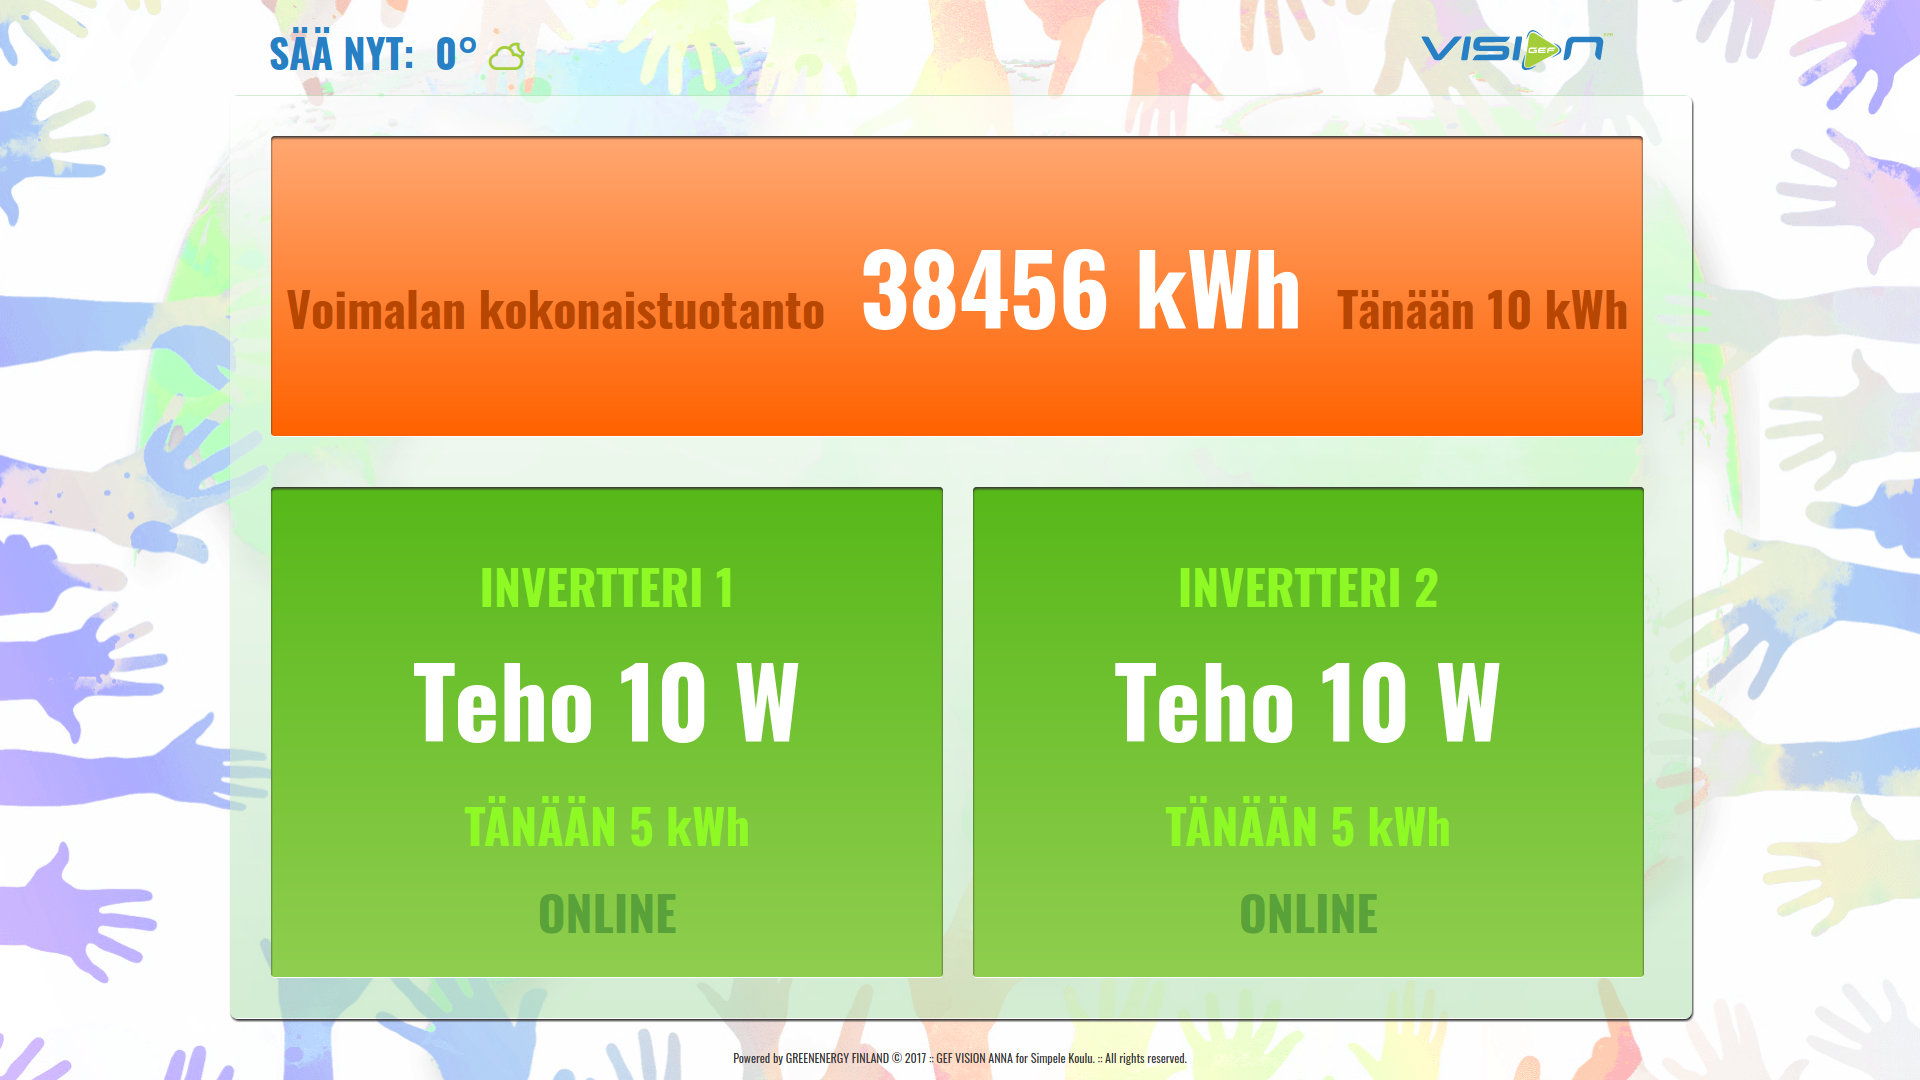 SÄÄ NYT: 0°
VISION
GEF
Voimalan kokonaistuotanto 38456 kWh Tänään 10 kWh
INVERTTERI 1
Teho 10 W
TÄNÄÄN 5 kWh
ONLINE
INVERTTERI 2
Teho 10 W
TÄNÄÄN 5 kWh
ONLINE
Powered by GREENENERGY FINLAND © 2017 :: GEF VISION ANNA for Simpele Koulu. :: All rights reserved.